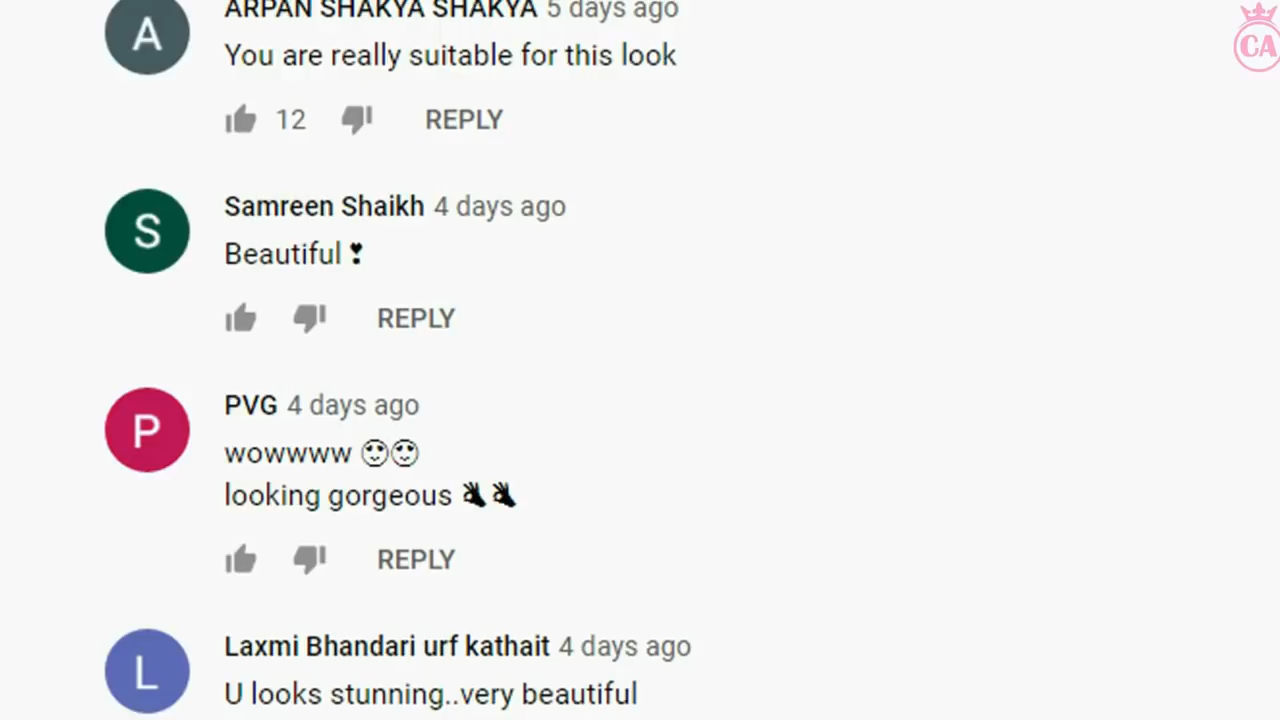 CA
A
ARPAN SHAKYA SHAKYA 5 days ago
You are really suitable for this look
12 REPLY
S
Samreen Shaikh 4 days ago
Beautiful ❣
REPLY
P
PVG 4 days ago
wowwww 🙄🙄
looking gorgeous 👌👌
REPLY
L
Laxmi Bhandari urf kathait 4 days ago
U looks stunning..very beautiful